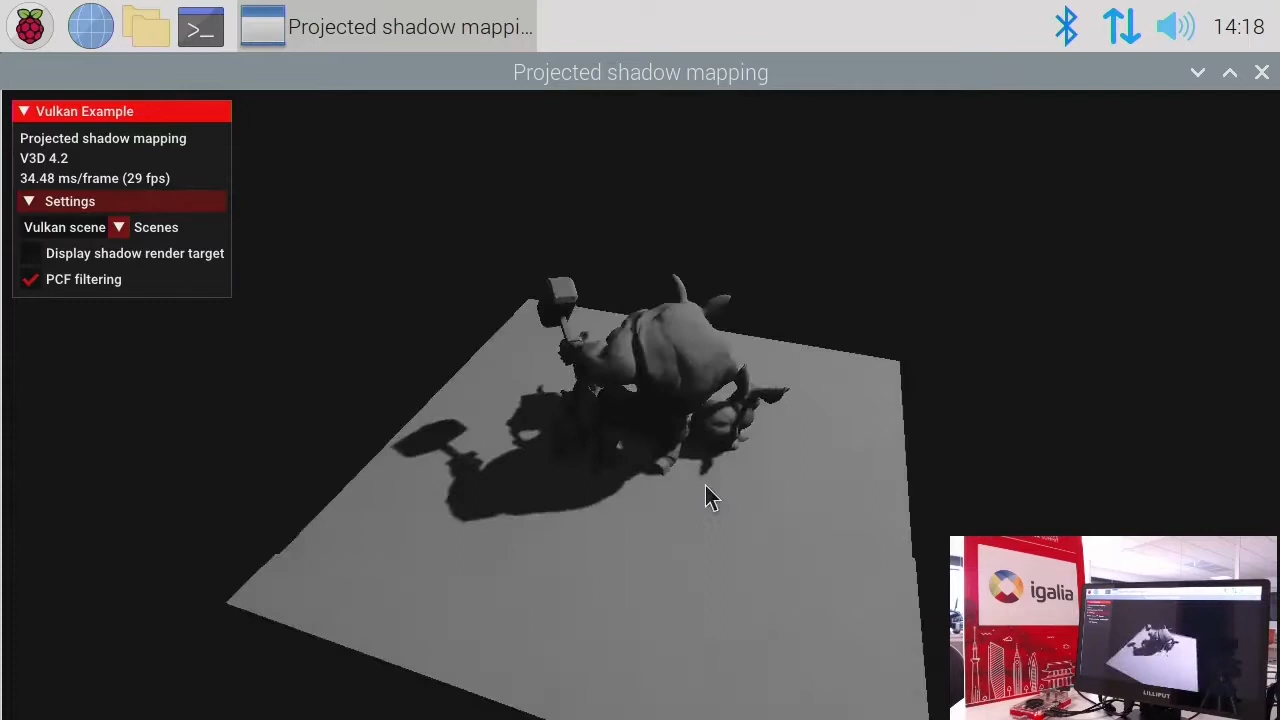 Projected shadow mappi...
14:18
Projected shadow mapping
Vulkan Example
Projected shadow mapping
V3D 4.2
34.48 ms/frame (29 fps)
Settings
Vulkan scene
Scenes
Display shadow render target
PCF filtering
igalia
LILLIPUT